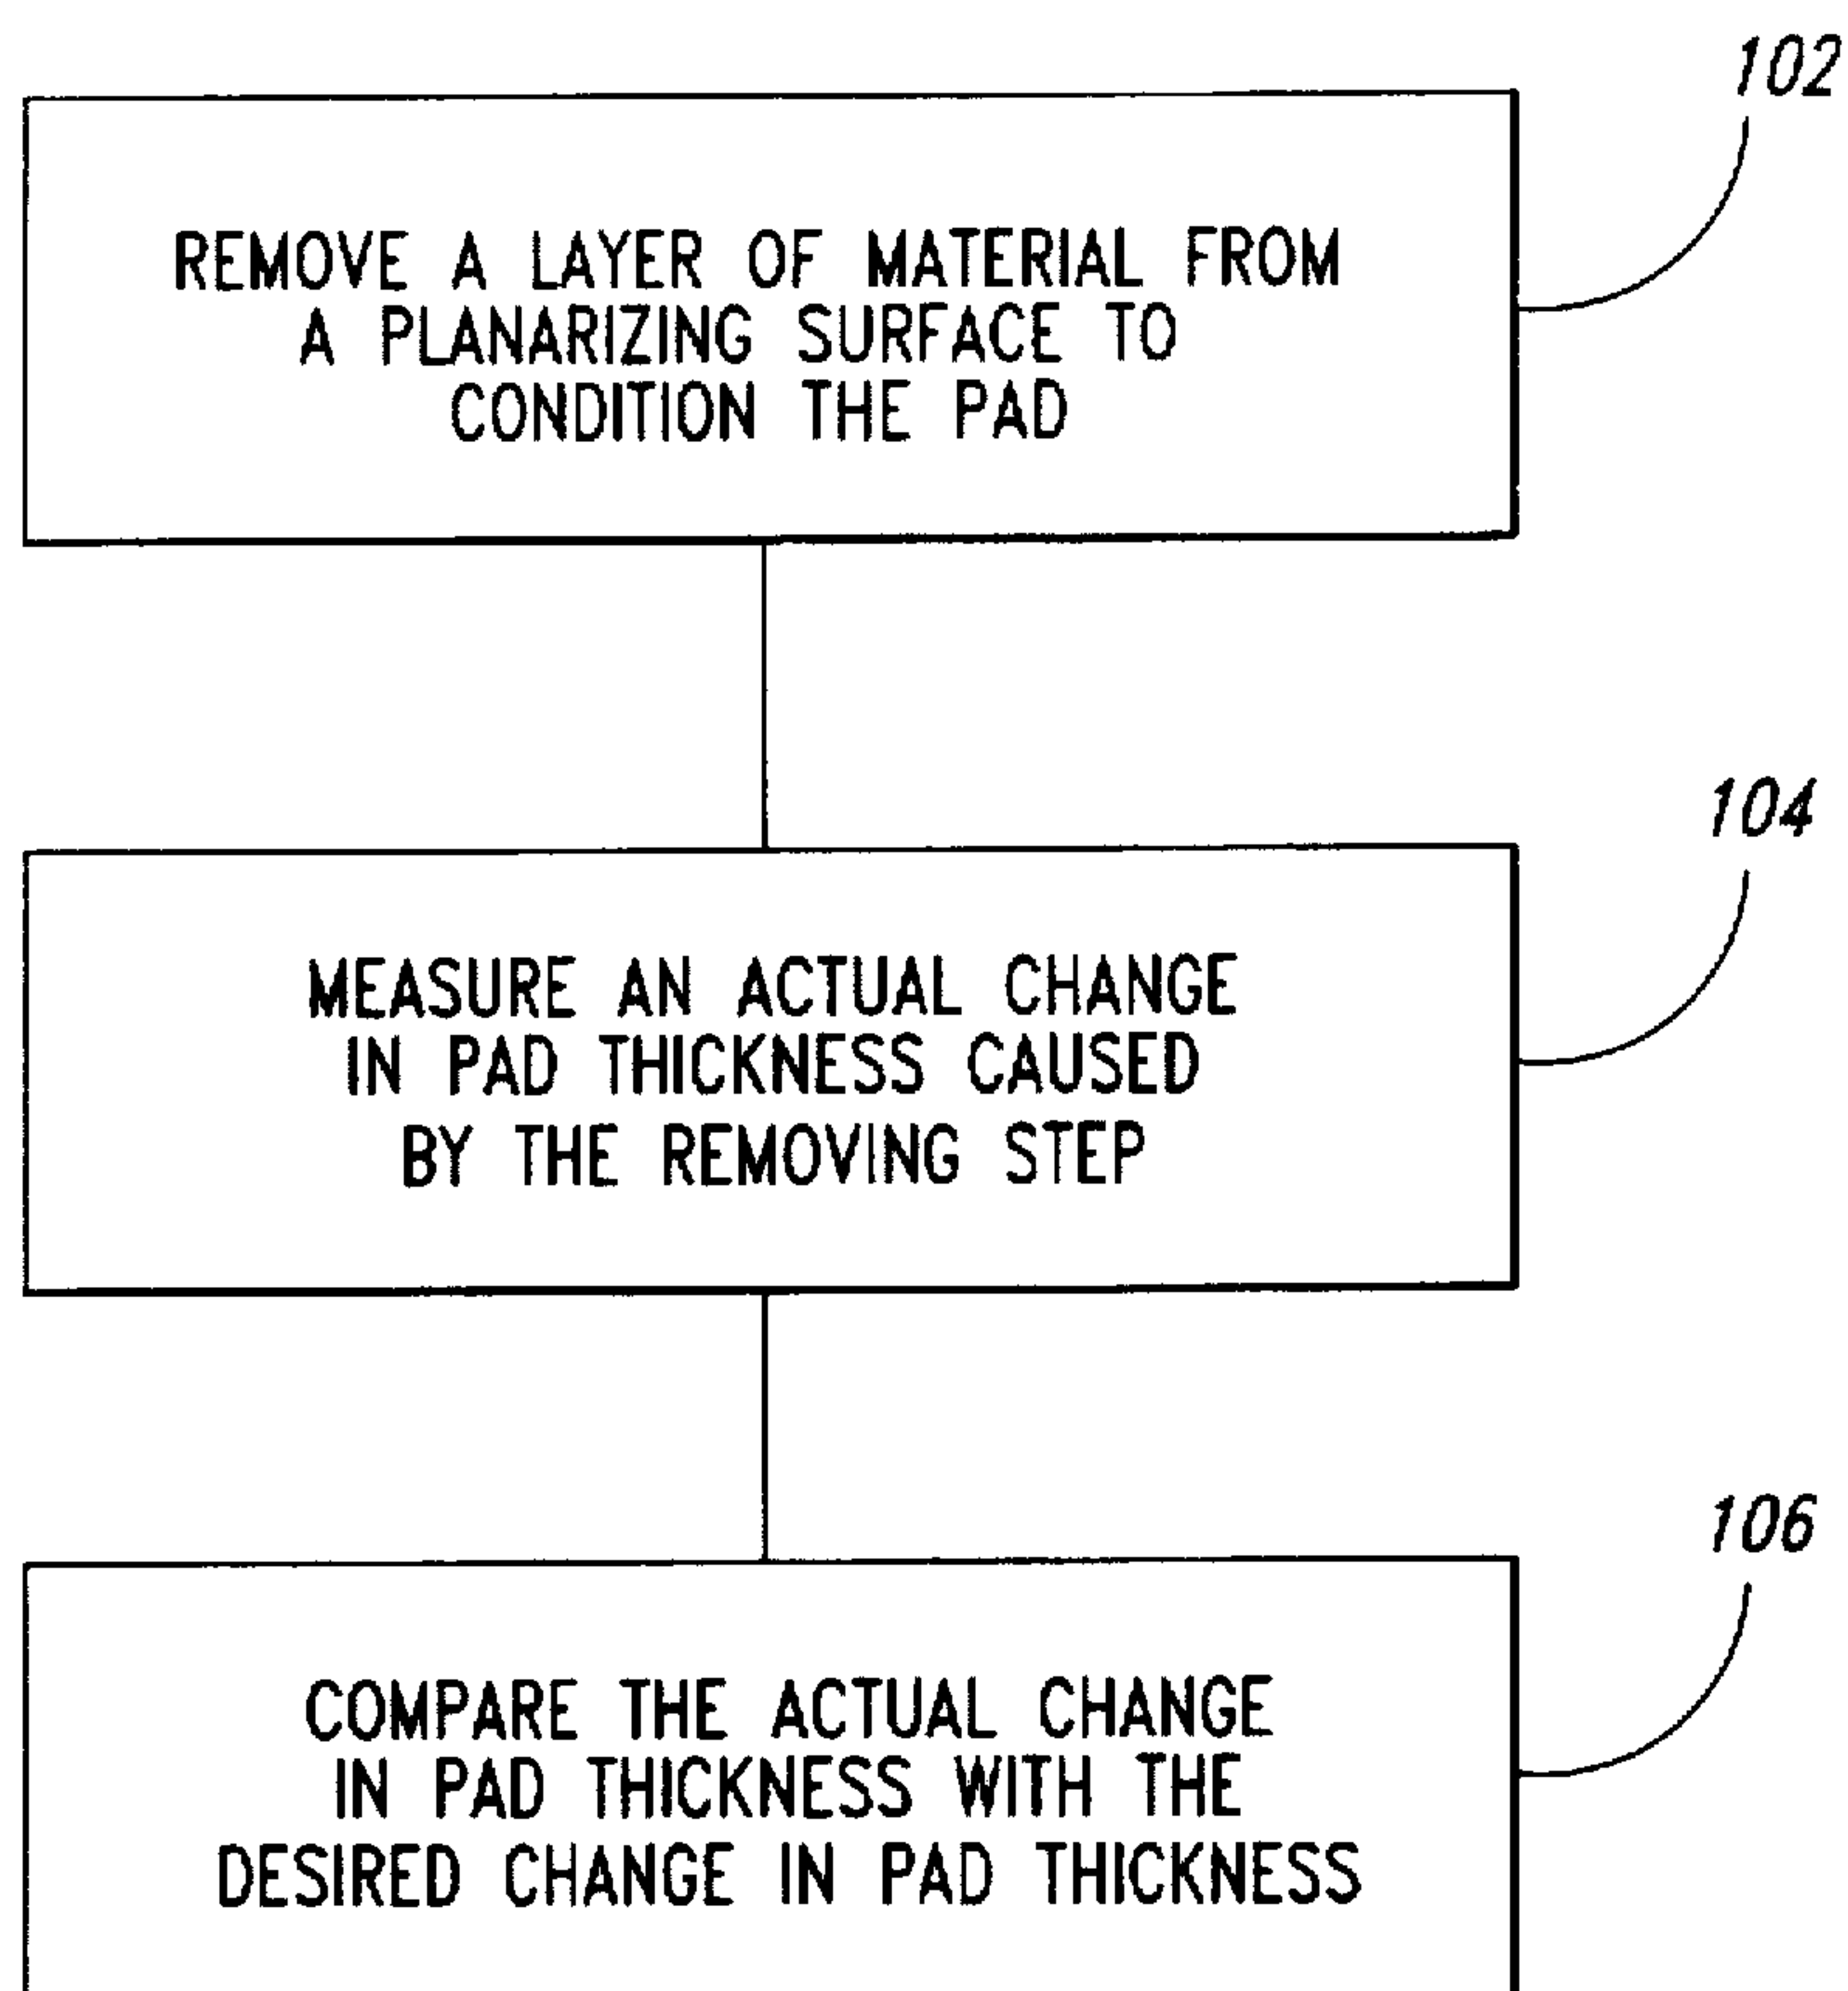 102
REMOVE A LAYER OF MATERIAL FROM
A PLANARIZING SURFACE TO
CONDITION THE PAD
104
MEASURE AN ACTUAL CHANGE
IN PAD THICKNESS CAUSED
BY THE REMOVING STEP
106
COMPARE THE ACTUAL CHANGE
IN PAD THICKNESS WITH THE
DESIRED CHANGE IN PAD THICKNESS